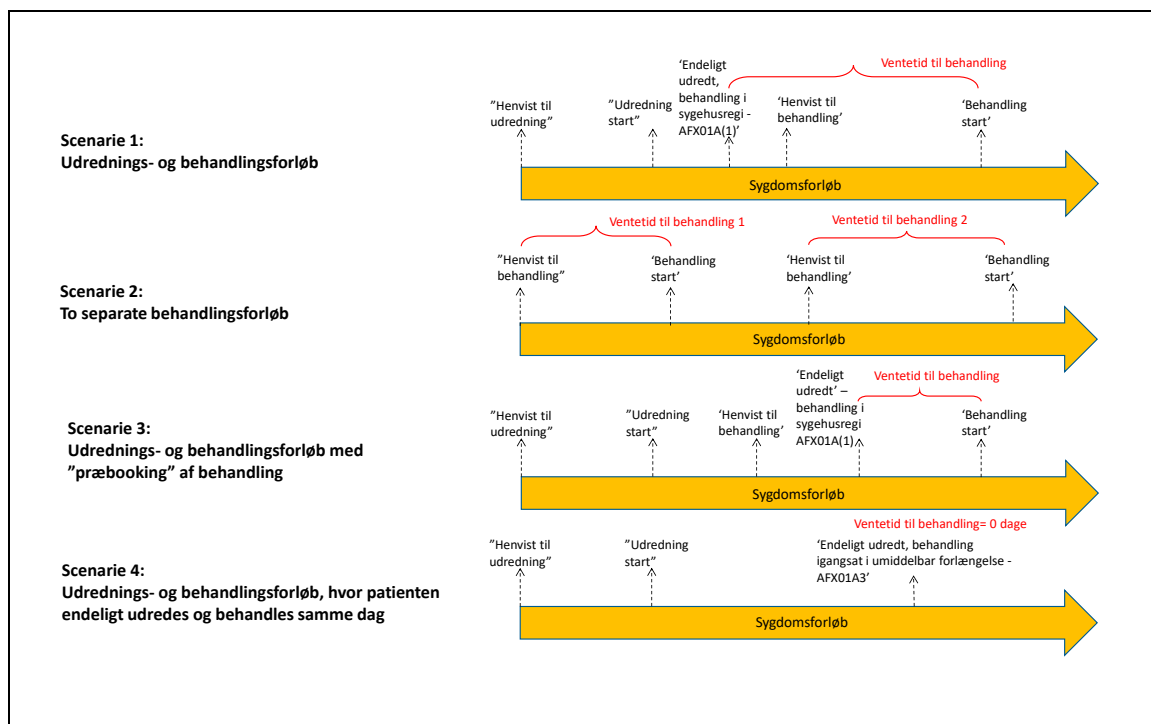 Scenarie 1:
Udrednings- og behandlingsforløb
”Henvist til
udredning”
”Udredning
start”
‘Endeligt
udredt,
behandling i
sygehusregi -
AFX01A(1)’
‘Henvist til
behandling’
Ventetid til behandling
‘Behandling
start’
Sygdomsforløb
Scenarie 2:
To separate behandlingsforløb
Ventetid til behandling 1
Ventetid til behandling 2
”Henvist til
behandling”
‘Behandling
start’
‘Henvist til
behandling’
‘Behandling
start’
Sygdomsforløb
Scenarie 3:
Udrednings- og behandlingsforløb med
”præbooking” af behandling
”Henvist til
udredning”
”Udredning
start”
‘Henvist til
behandling’
‘Endeligt
udredt’ –
behandling i
sygehusregi
AFX01A(1)
Ventetid til behandling
‘Behandling
start’
Sygdomsforløb
Scenarie 4:
Udrednings- og behandlingsforløb, hvor patienten
endeligt udredes og behandles samme dag
”Henvist til
udredning”
”Udredning
start”
Ventetid til behandling= 0 dage
‘Endeligt udredt, behandling
igangsat i umiddelbar forlængelse -
AFX01A3’
Sygdomsforløb